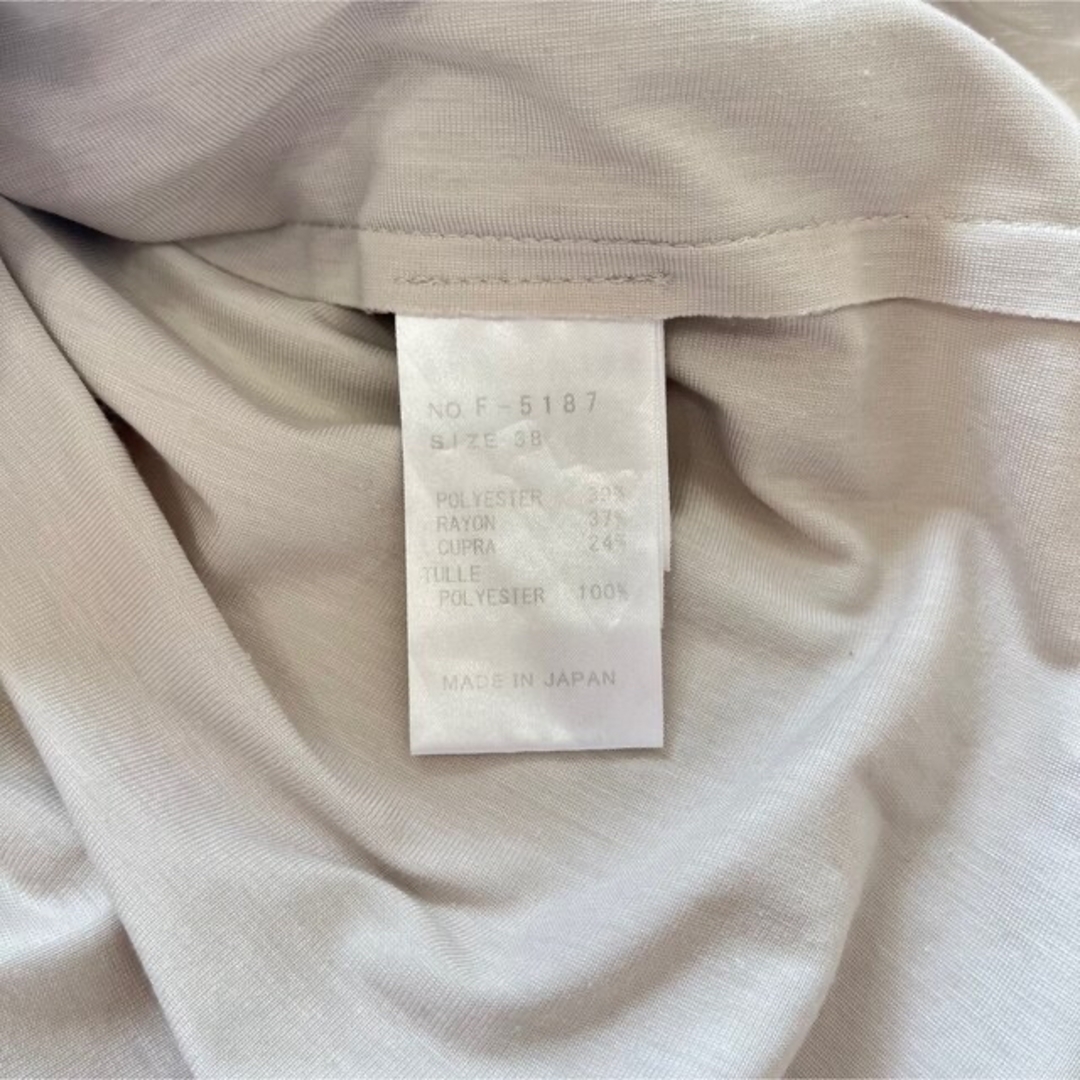 NO. F-5187
SIZE 38
POLYESTER 39%
RAYON 37%
CUPRA 24%
TULLE
POLYESTER 100%
MADE IN JAPAN